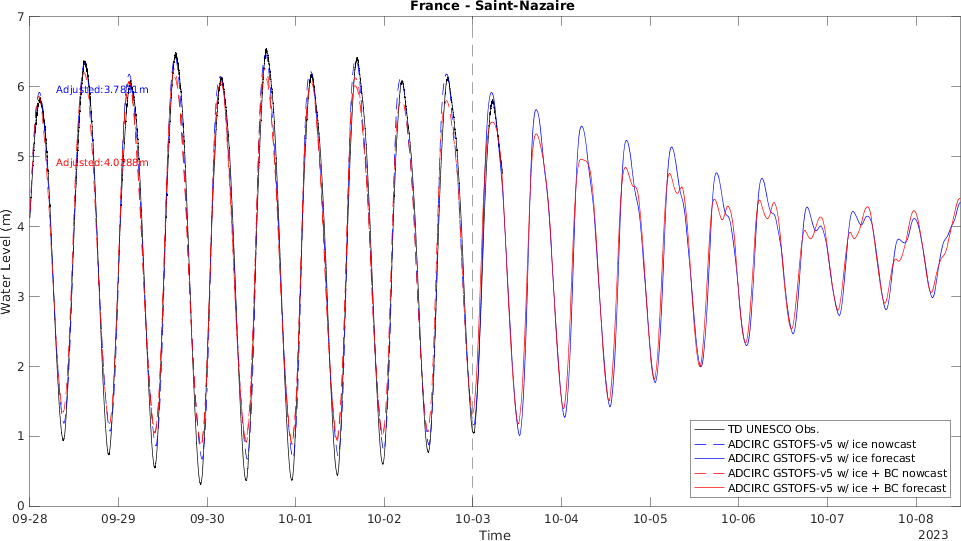 France - Saint-Nazaire
Water Level (m)
7
6
5
4
3
2
1
0
Adjusted:4.0288m
TD UNESCO Obs.
ADCIRC GSTOFS-v5 w/ ice nowcast
ADCIRC GSTOFS-v5 w/ ice forecast
ADCIRC GSTOFS-v5 w/ ice + BC nowcast
ADCIRC GSTOFS-v5 w/ ice + BC forecast
09-28
09-29
09-30
10-01
10-02
10-03
10-04
10-05
10-06
10-07
10-08
Time
2023